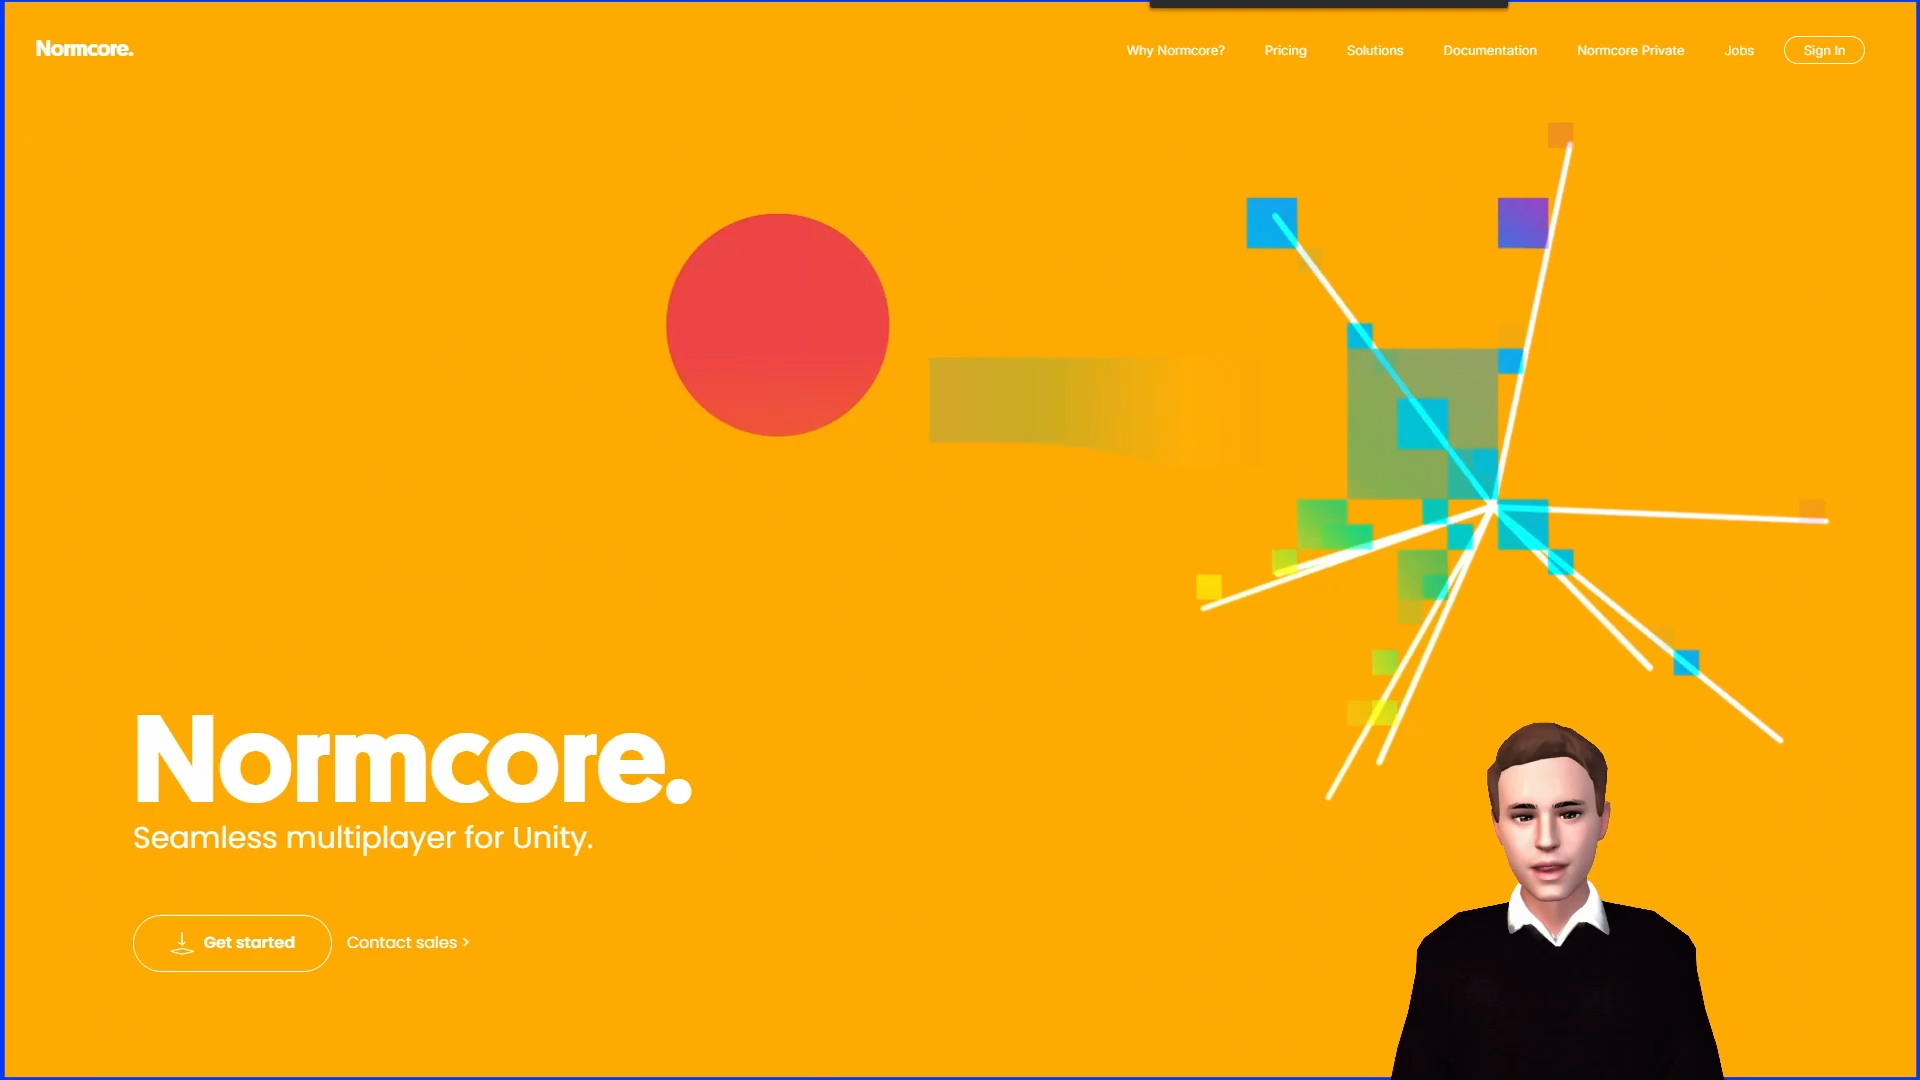 Normcore.
Why Normcore? Pricing Solutions Documentation Normcore Private Jobs Sign In
Normcore.
Seamless multiplayer for Unity.
Get started Contact sales >